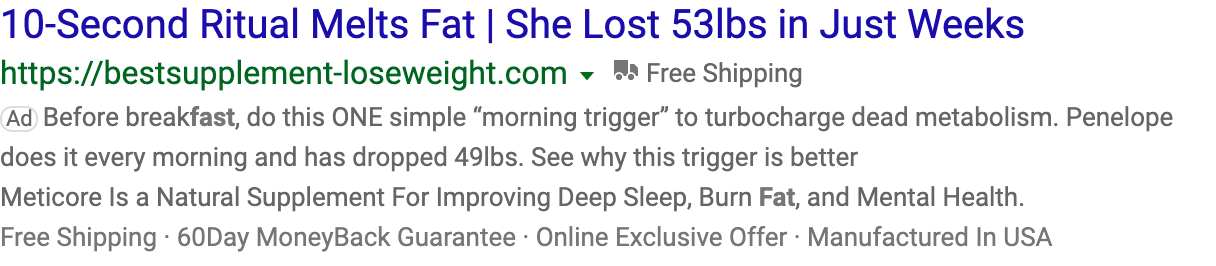 10-Second Ritual Melts Fat | She Lost 53lbs in Just Weeks
https://bestsupplement-loseweight.com Free Shipping
Ad Before breakfast, do this ONE simple “morning trigger” to turbocharge dead metabolism. Penelope
does it every morning and has dropped 49lbs. See why this trigger is better
Meticore Is a Natural Supplement For Improving Deep Sleep, Burn Fat, and Mental Health.
Free Shipping · 60Day MoneyBack Guarantee · Online Exclusive Offer · Manufactured In USA